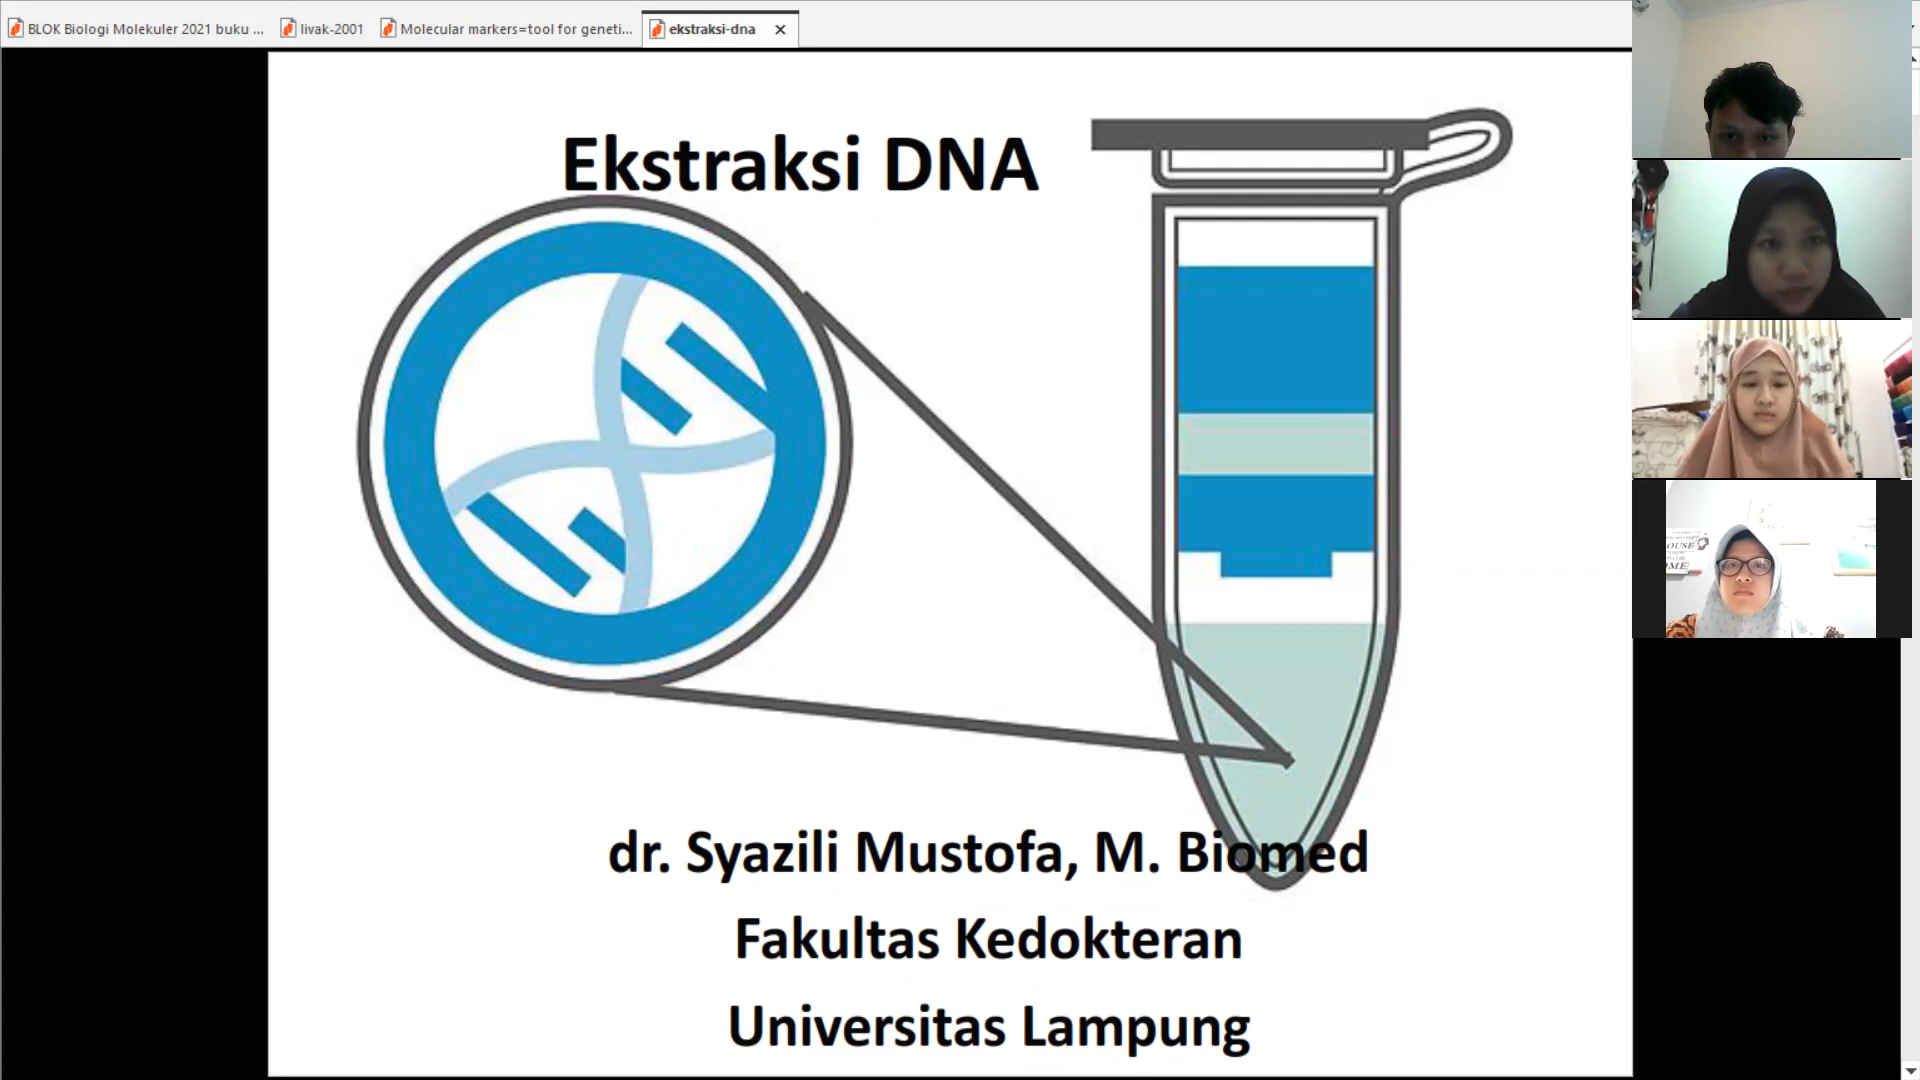 BLOK Biologi Molekuler 2021 buku ...
livak-2001
Molecular markers=tool for geneti...
ekstraksi-dna
Ekstraksi DNA
dr. Syazili Mustofa, M. Biomed
Fakultas Kedokteran
Universitas Lampung